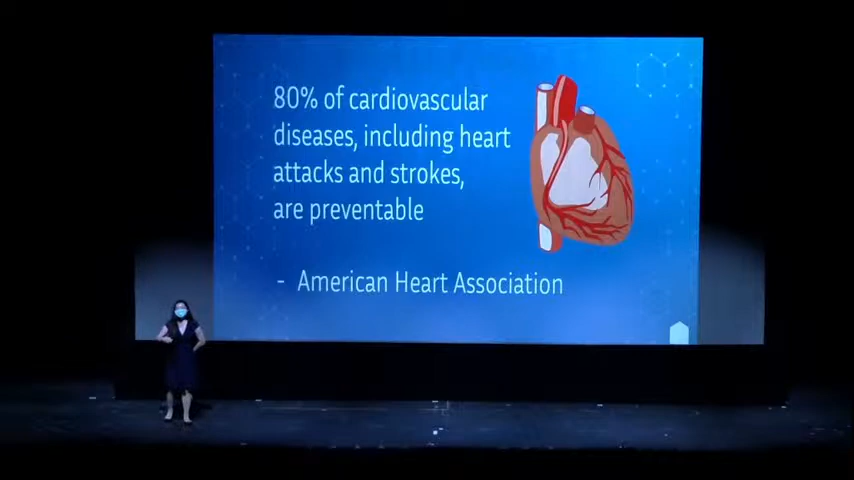 80% of cardiovascular
diseases, including heart
attacks and strokes,
are preventable
- American Heart Association